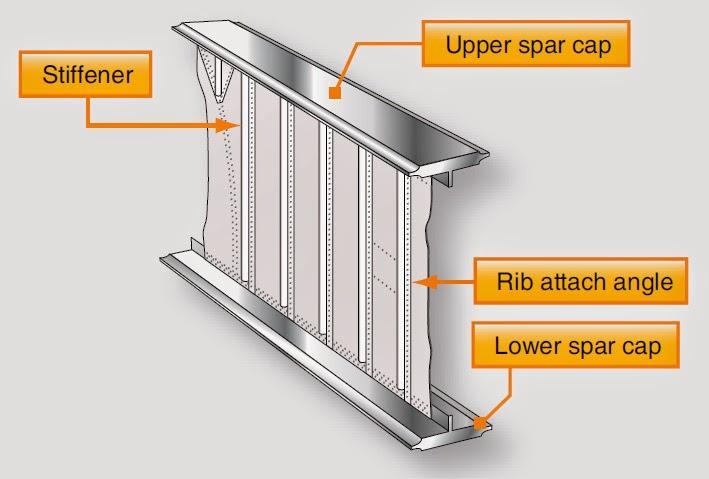 Upper spar cap
Stiffener
Rib attach angle
Lower spar cap